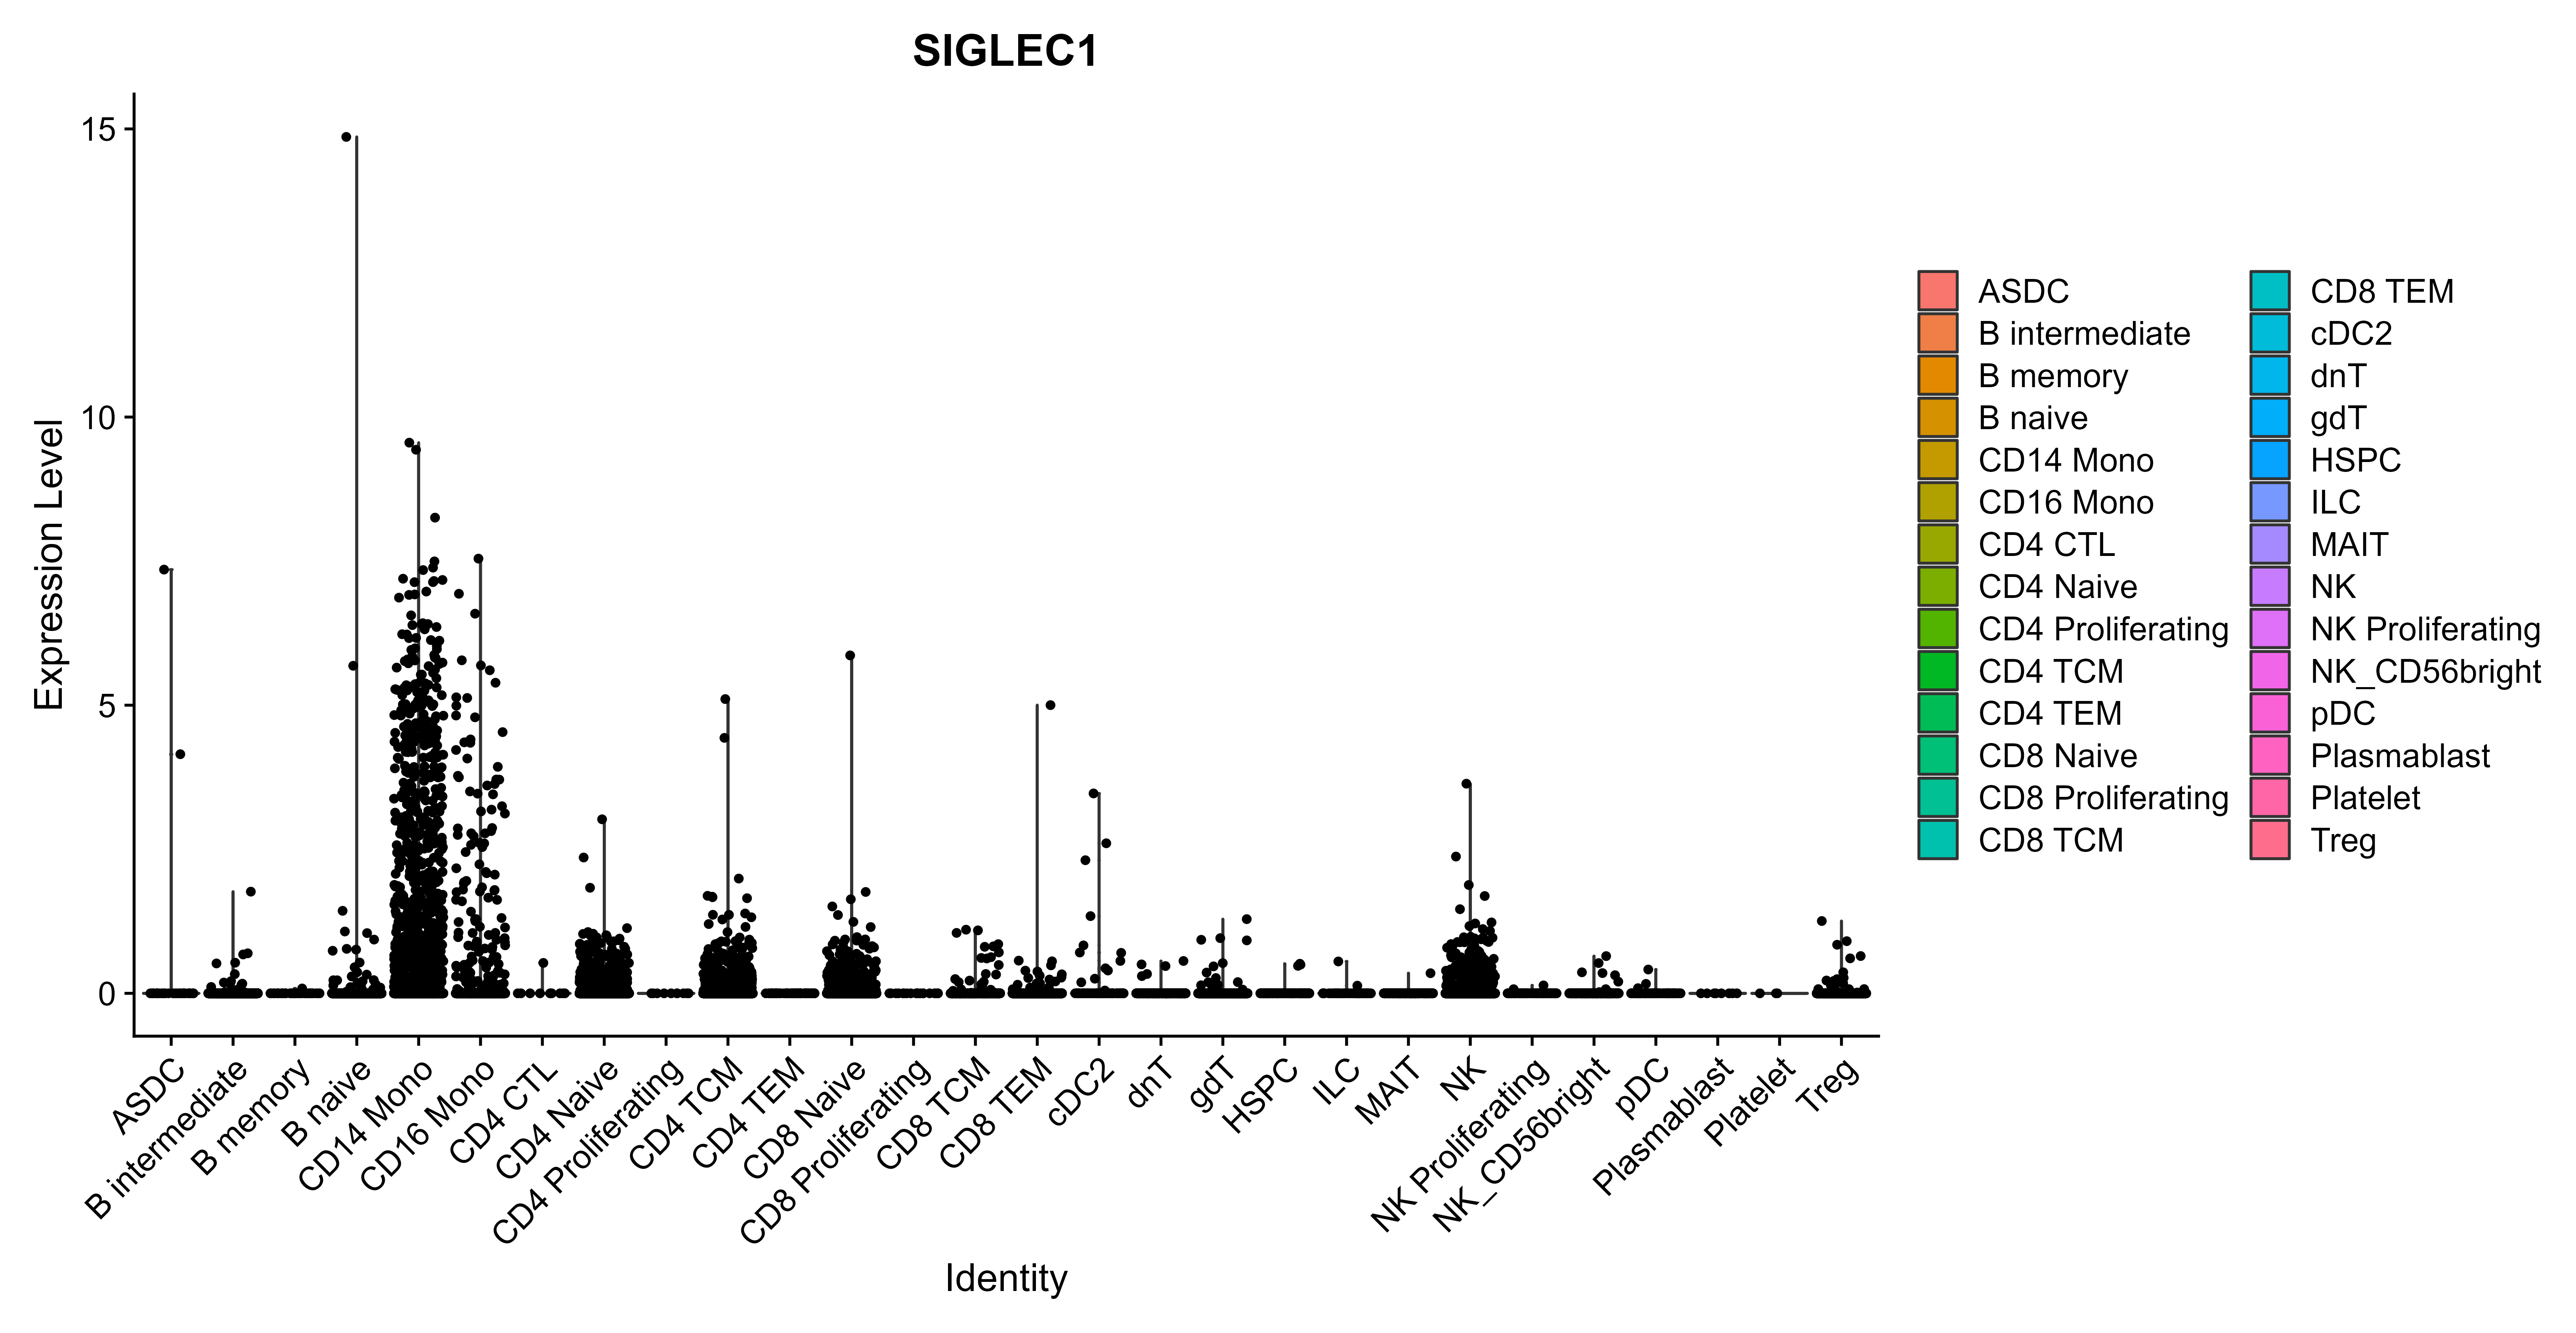 SIGLEC1
Expression Level
15
10
5
0
ASDC
B intermediate
B memory
B naive
CD14 Mono
CD16 Mono
CD4 CTL
CD4 Naive
CD4 Proliferating
CD4 TCM
CD4 TEM
CD8 Naive
CD8 Proliferating
CD8 TCM
CD8 TEM
cDC2
dnT
gdT
HSPC
ILC
MAIT
NK
NK Proliferating
NK_CD56bright
pDC
Plasmablast
Platelet
Treg
Identity
ASDC
B intermediate
B memory
B naive
CD14 Mono
CD16 Mono
CD4 CTL
CD4 Naive
CD4 Proliferating
CD4 TCM
CD4 TEM
CD8 Naive
CD8 Proliferating
CD8 TCM
CD8 TEM
cDC2
dnT
gdT
HSPC
ILC
MAIT
NK
NK Proliferating
NK_CD56bright
pDC
Plasmablast
Platelet
Treg